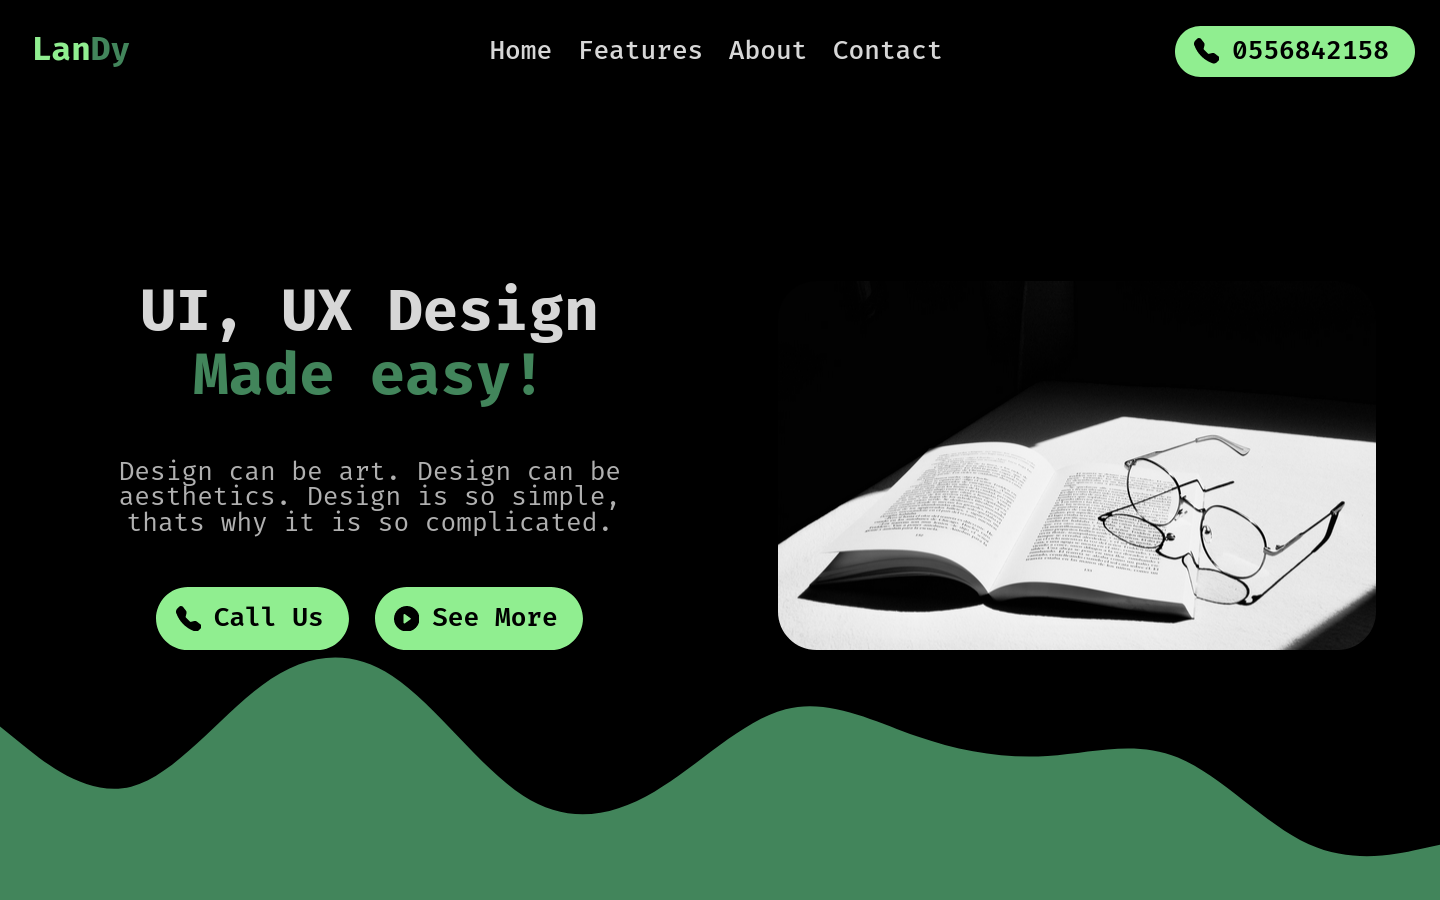 LanDy
Home Features About Contact
0556842158
UI, UX Design
Made easy!
Design can be art. Design can be
aesthetics. Design is so simple,
thats why it is so complicated.
Call Us
See More